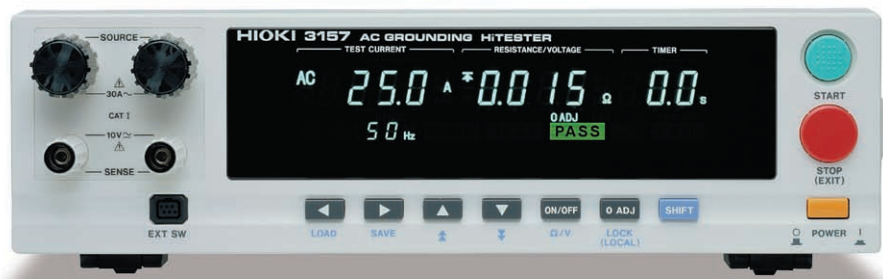 HIOKI 3157 AC GROUNDING HiTESTER
TEST CURRENT RESISTANCE/VOLTAGE TIMER
AC 25.0 A 0.015 Ω 0.0 s
50 Hz
0 ADJ
PASS
SOURCE
30A
CAT I
10V
SENSE
EXT SW
ON/OFF 0 ADJ SHIFT
LOAD SAVE Ω/V LOCK
(LOCAL)
START
STOP
(EXIT)
POWER